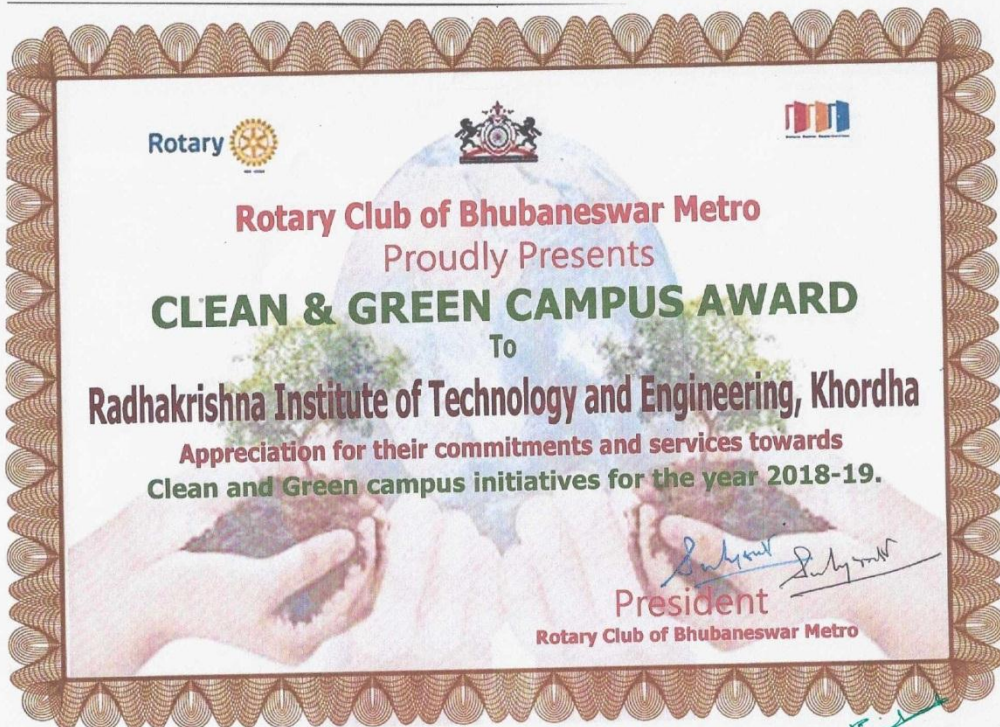 Rotary
Rotary Club of Bhubaneswar Metro
Proudly Presents
CLEAN & GREEN CAMPUS AWARD
To
Radhakrishna Institute of Technology and Engineering, Khordha
Appreciation for their commitments and services towards
Clean and Green campus initiatives for the year 2018-19.
President
Rotary Club of Bhubaneswar Metro